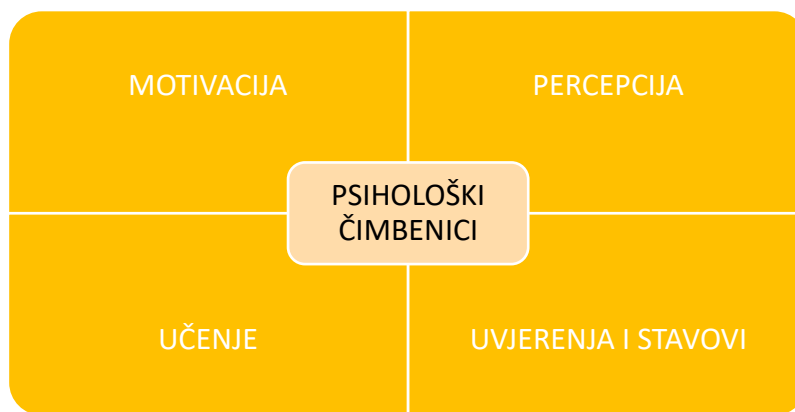 MOTIVACIJA
PERCEPCIJA
PSIHOLOŠKI
ČIMBENICI
UČENJE
UVJERENJA I STAVOVI